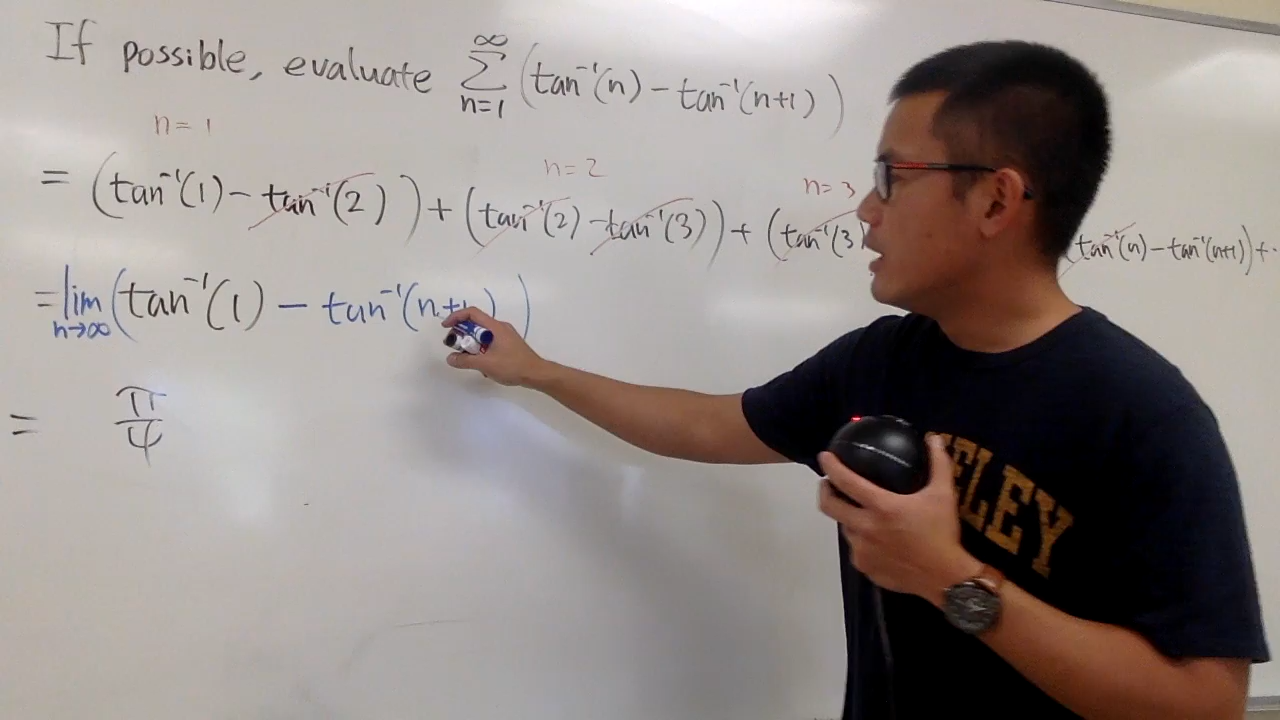 If possible, evaluate ∑_{n=1}^{∞} (tan⁻¹(n) − tan⁻¹(n+1))
n=1 n=2 n=3
= (tan⁻¹(1) − tan⁻¹(2)) + (tan⁻¹(2) − tan⁻¹(3)) + (tan⁻¹(3) tan⁻¹(n) − tan⁻¹(n+1)) + ·
= lim_{n→∞} (tan⁻¹(1) − tan⁻¹(n+ ))
= π/4
ELEY